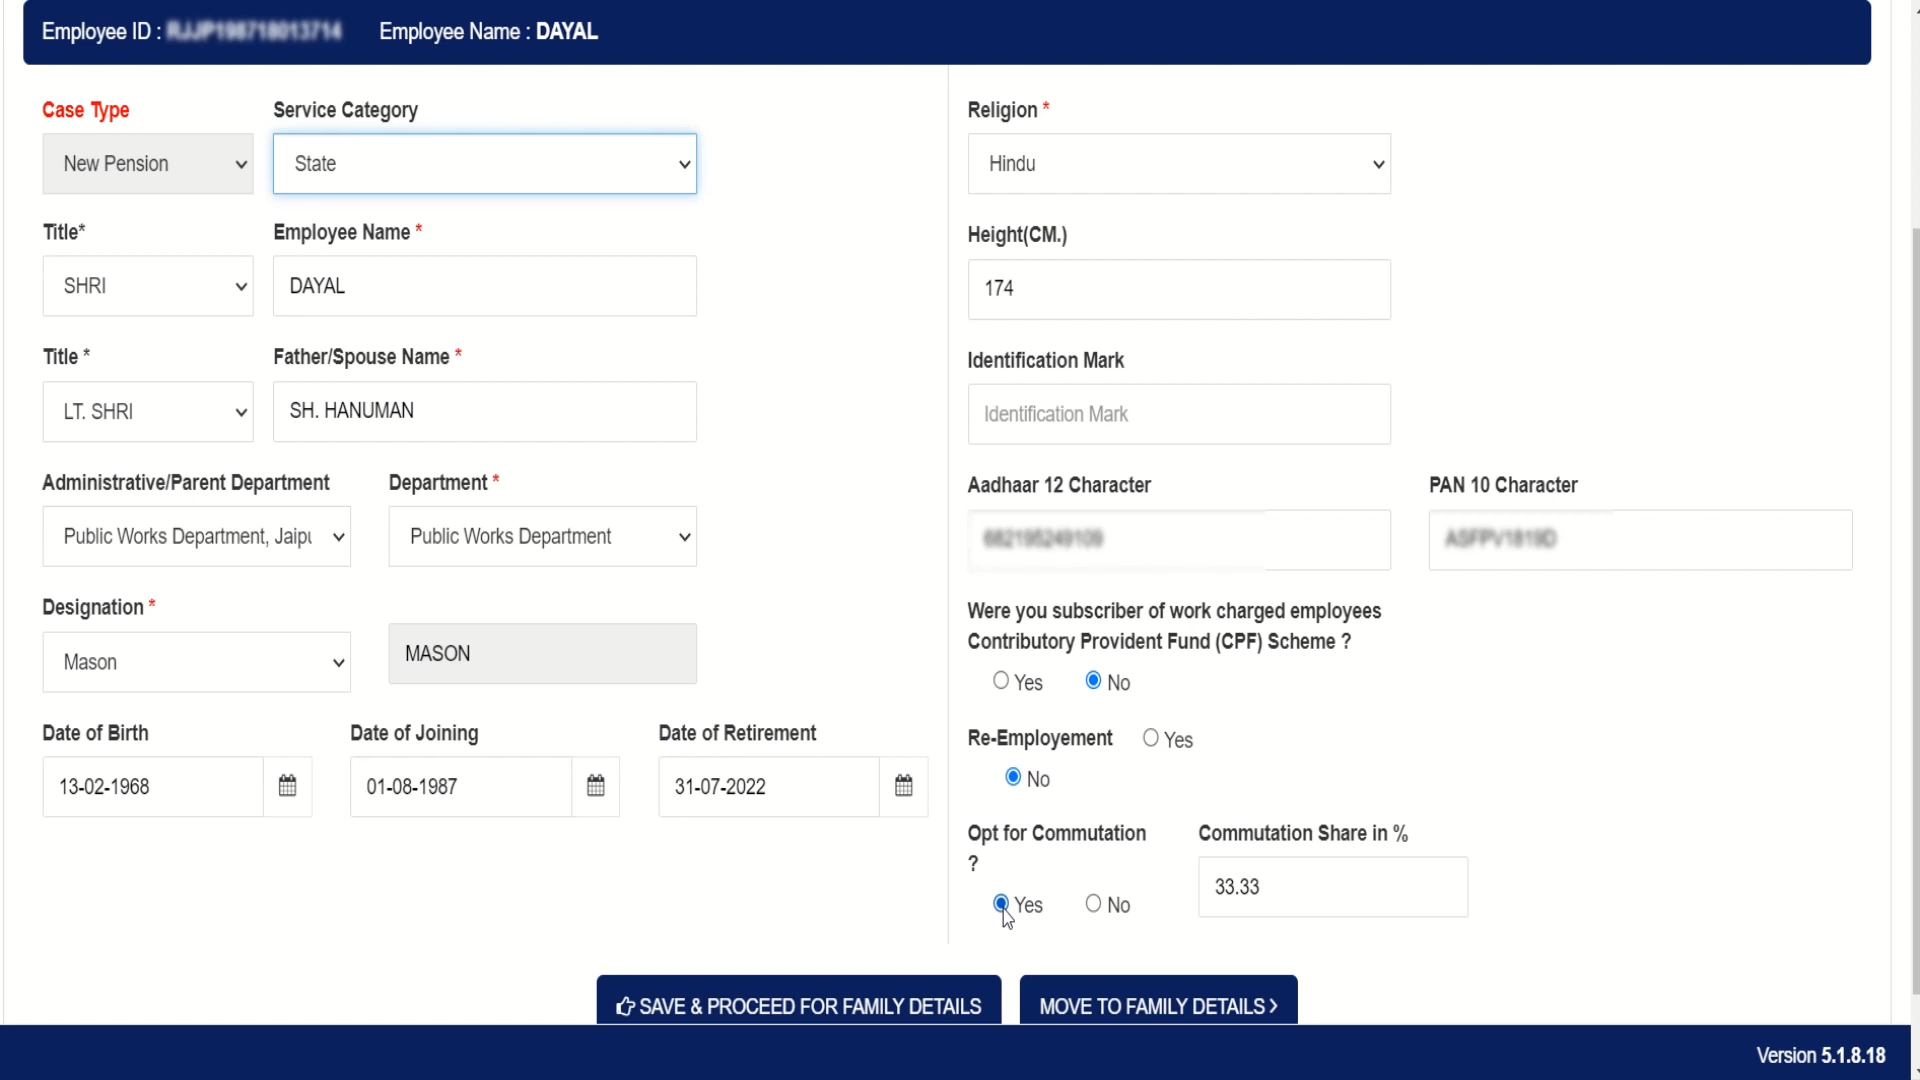 Employee ID : Employee Name : DAYAL
Case Type Service Category
New Pension State
Title* Employee Name *
SHRI DAYAL
Title * Father/Spouse Name *
LT. SHRI SH. HANUMAN
Administrative/Parent Department Department *
Public Works Department, Jaipu Public Works Department
Designation *
Mason MASON
Date of Birth Date of Joining Date of Retirement
13-02-1968 01-08-1987 31-07-2022
Religion *
Hindu
Height(CM.)
174
Identification Mark
Identification Mark
Aadhaar 12 Character PAN 10 Character
Were you subscriber of work charged employees
Contributory Provident Fund (CPF) Scheme ?
Yes No
Re-Employement Yes
No
Opt for Commutation Commutation Share in %
?
33.33
Yes No
SAVE & PROCEED FOR FAMILY DETAILS MOVE TO FAMILY DETAILS >
Version 5.1.8.18